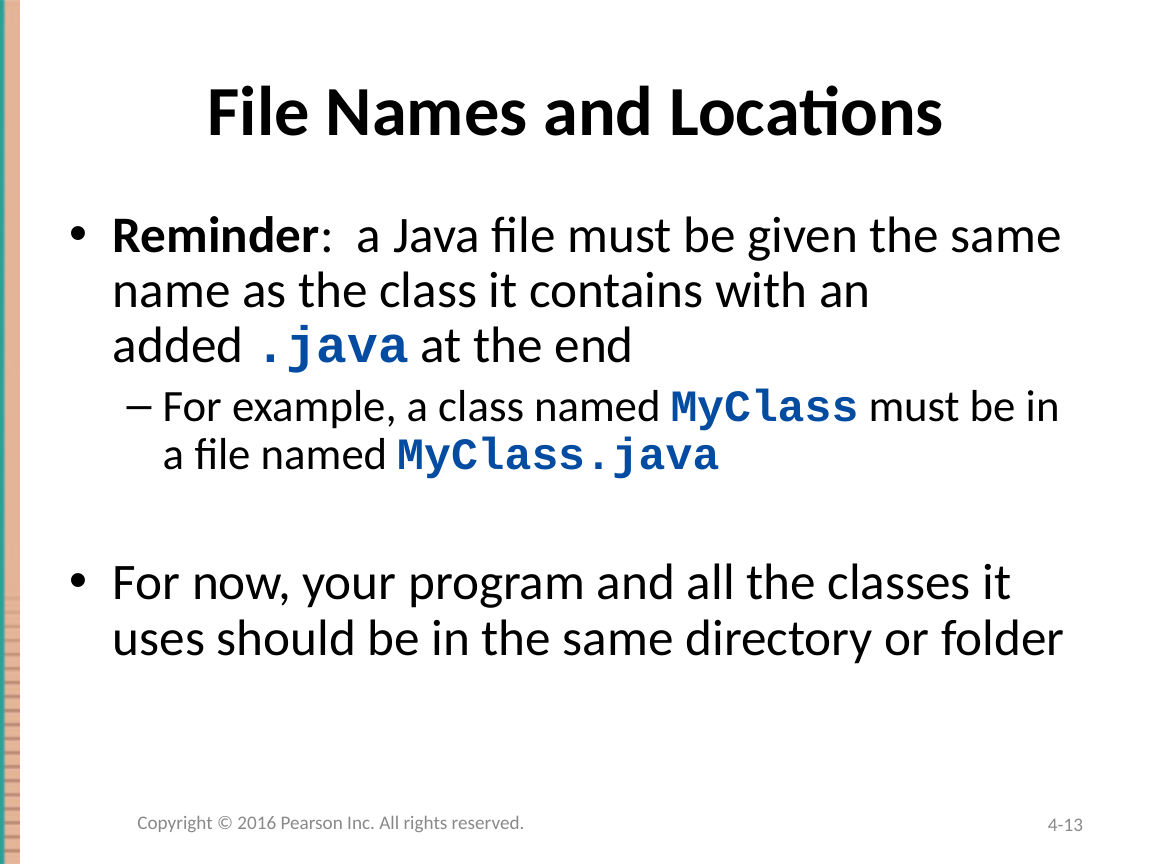 File Names and Locations
• Reminder:  a Java file must be given the same
name as the class it contains with an
added .java at the end
– For example, a class named MyClass must be in
a file named MyClass.java
• For now, your program and all the classes it
uses should be in the same directory or folder
Copyright © 2016 Pearson Inc. All rights reserved.
4-13